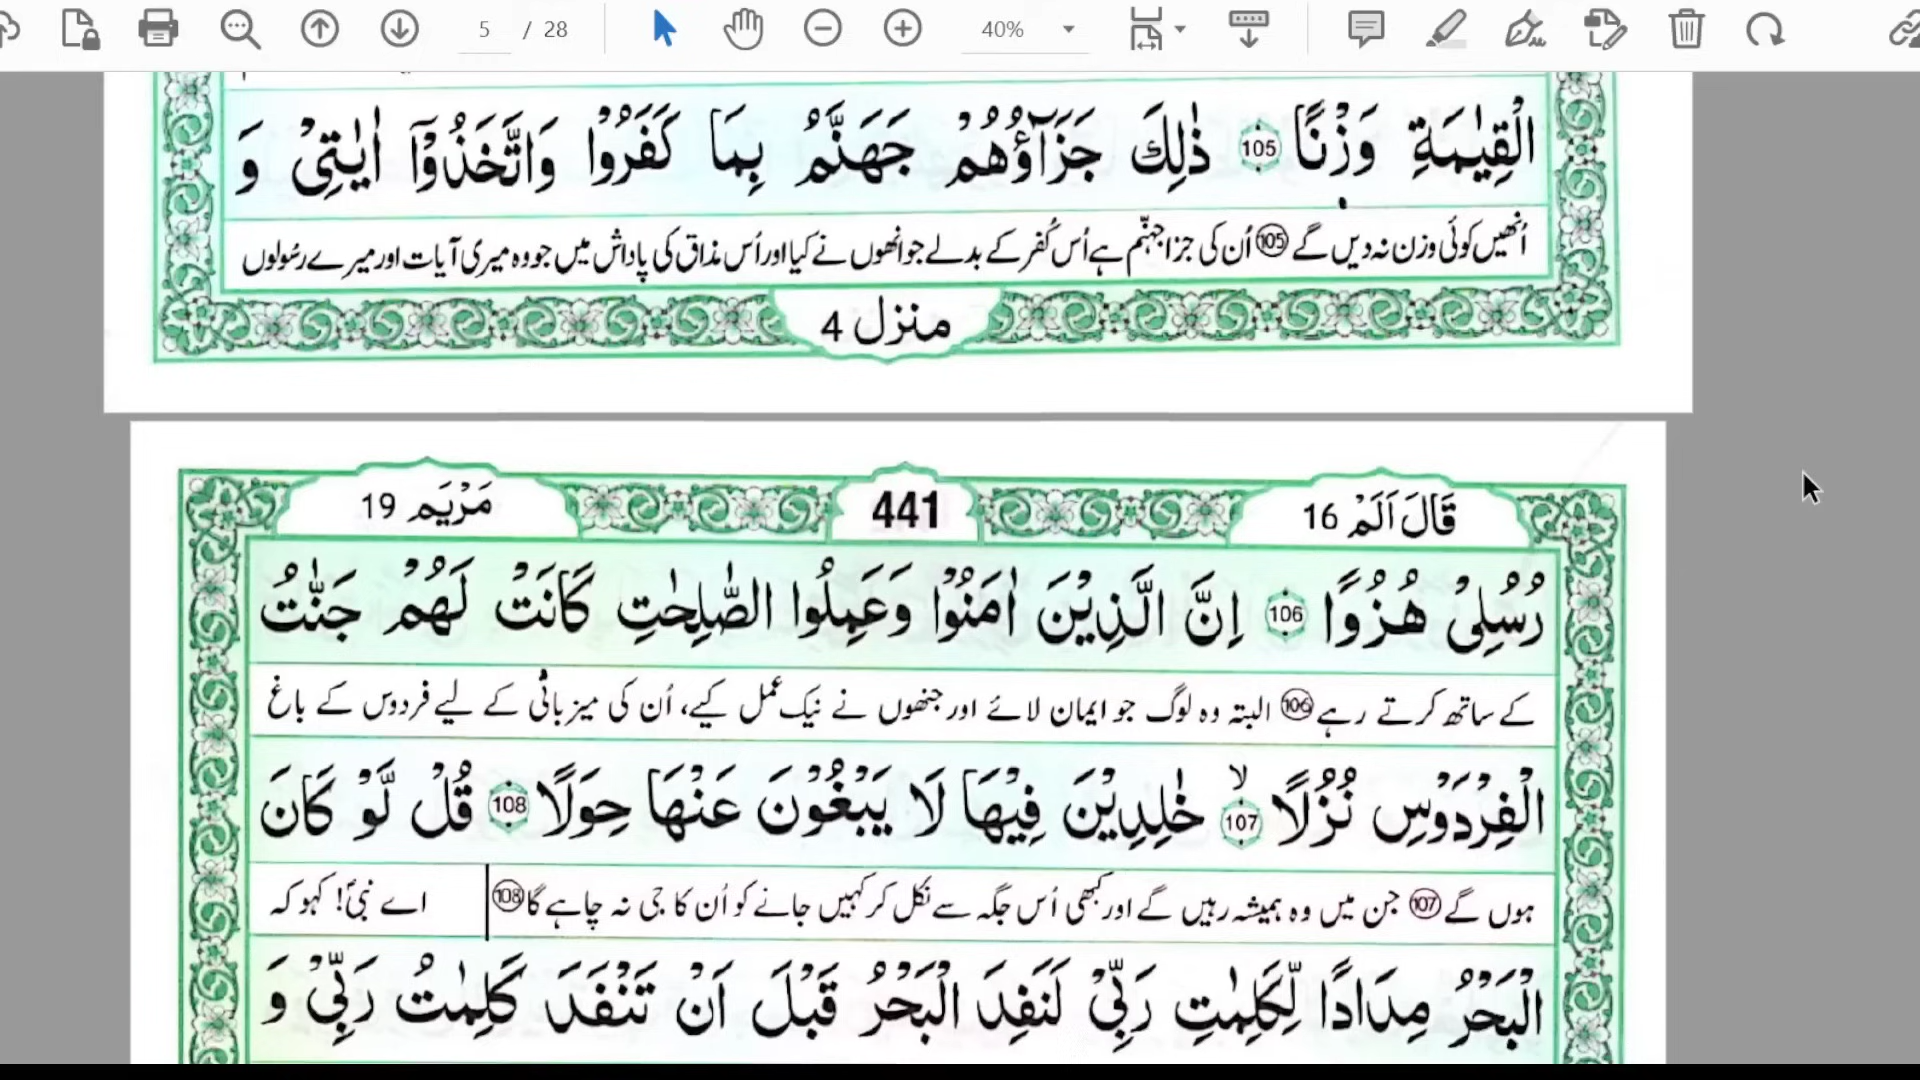 5 / 28 40%
الْقِيٰمَةِ وَزْنًا 105 ذٰلِكَ جَزَآؤُهُمْ جَهَنَّمُ بِمَا كَفَرُوْا وَاتَّخَذُوْٓا اٰيٰتِىْ وَ
اُنھیں کوئی وزن نہ دیں گے 105 اُن کی جزا جہنّم ہے اُس کُفر کے بدلے جو انھوں نے کیا اور اُس مذاق کی پاداش میں جو وہ میری آیات اور میرے رسُولوں
منزل 4
قَالَ اَلَمْ 16
441
مَرْيَم 19
رُسُلِىْ هُزُوًا 106 اِنَّ الَّذِيْنَ اٰمَنُوْا وَعَمِلُوا الصّٰلِحٰتِ كَانَتْ لَهُمْ جَنّٰتُ
کے ساتھ کرتے رہے 106 البتہ وہ لوگ جو ایمان لائے اور جنھوں نے نیک عمل کیے، اُن کی میزبانی کے لیے فردوس کے باغ
الْفِرْدَوْسِ نُزُلًا ۙ 107 خٰلِدِيْنَ فِيْهَا لَا يَبْغُوْنَ عَنْهَا حِوَلًا 108 قُلْ لَّوْ كَانَ
ہوں گے 107 جن میں وہ ہمیشہ رہیں گے اور کبھی اُس جگہ سے نکل کر کہیں جانے کو اُن کا جی نہ چاہے گا 108 اے نبیؐ! کہو کہ
الْبَحْرُ مِدَادًا لِّكَلِمٰتِ رَبِّىْ لَنَفِدَ الْبَحْرُ قَبْلَ اَنْ تَنْفَدَ كَلِمٰتُ رَبِّىْ وَ